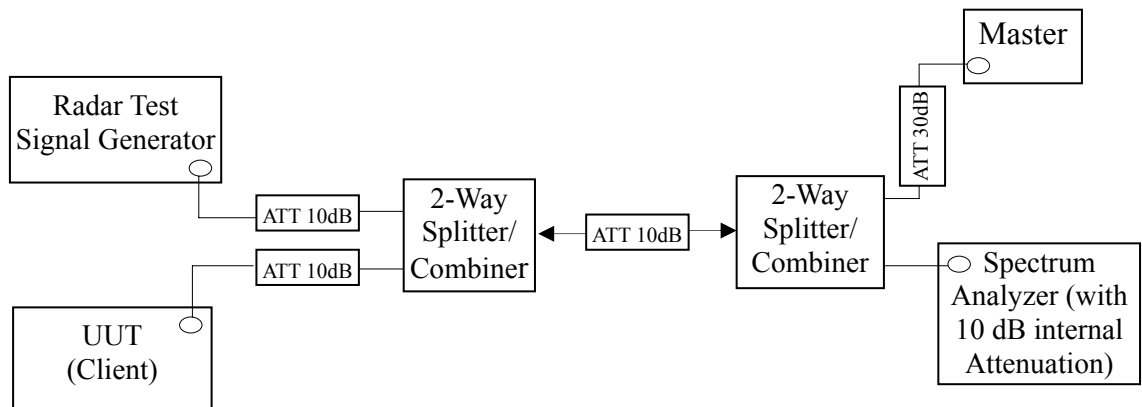 Master
ATT 30dB
Radar Test
Signal Generator
ATT 10dB
2-Way
Splitter/
Combiner
ATT 10dB
ATT 10dB
2-Way
Splitter/
Combiner
UUT
(Client)
Spectrum
Analyzer (with
10 dB internal
Attenuation)